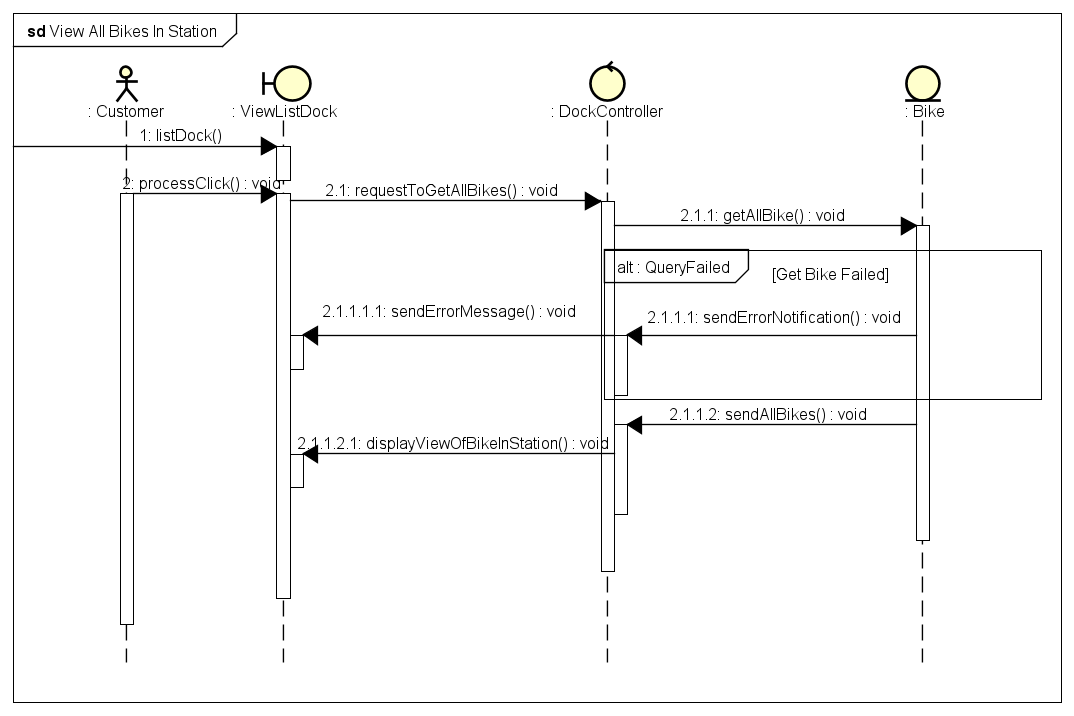 sd View All Bikes In Station
: Customer
: ViewListDock
: DockController
: Bike
1: listDock()
2: processClick() : void
2.1: requestToGetAllBikes() : void
2.1.1: getAllBike() : void
alt : QueryFailed
[Get Bike Failed]
2.1.1.1.1: sendErrorMessage() : void
2.1.1.1: sendErrorNotification() : void
2.1.1.2: sendAllBikes() : void
2.1.1.2.1: displayViewOfBikeInStation() : void